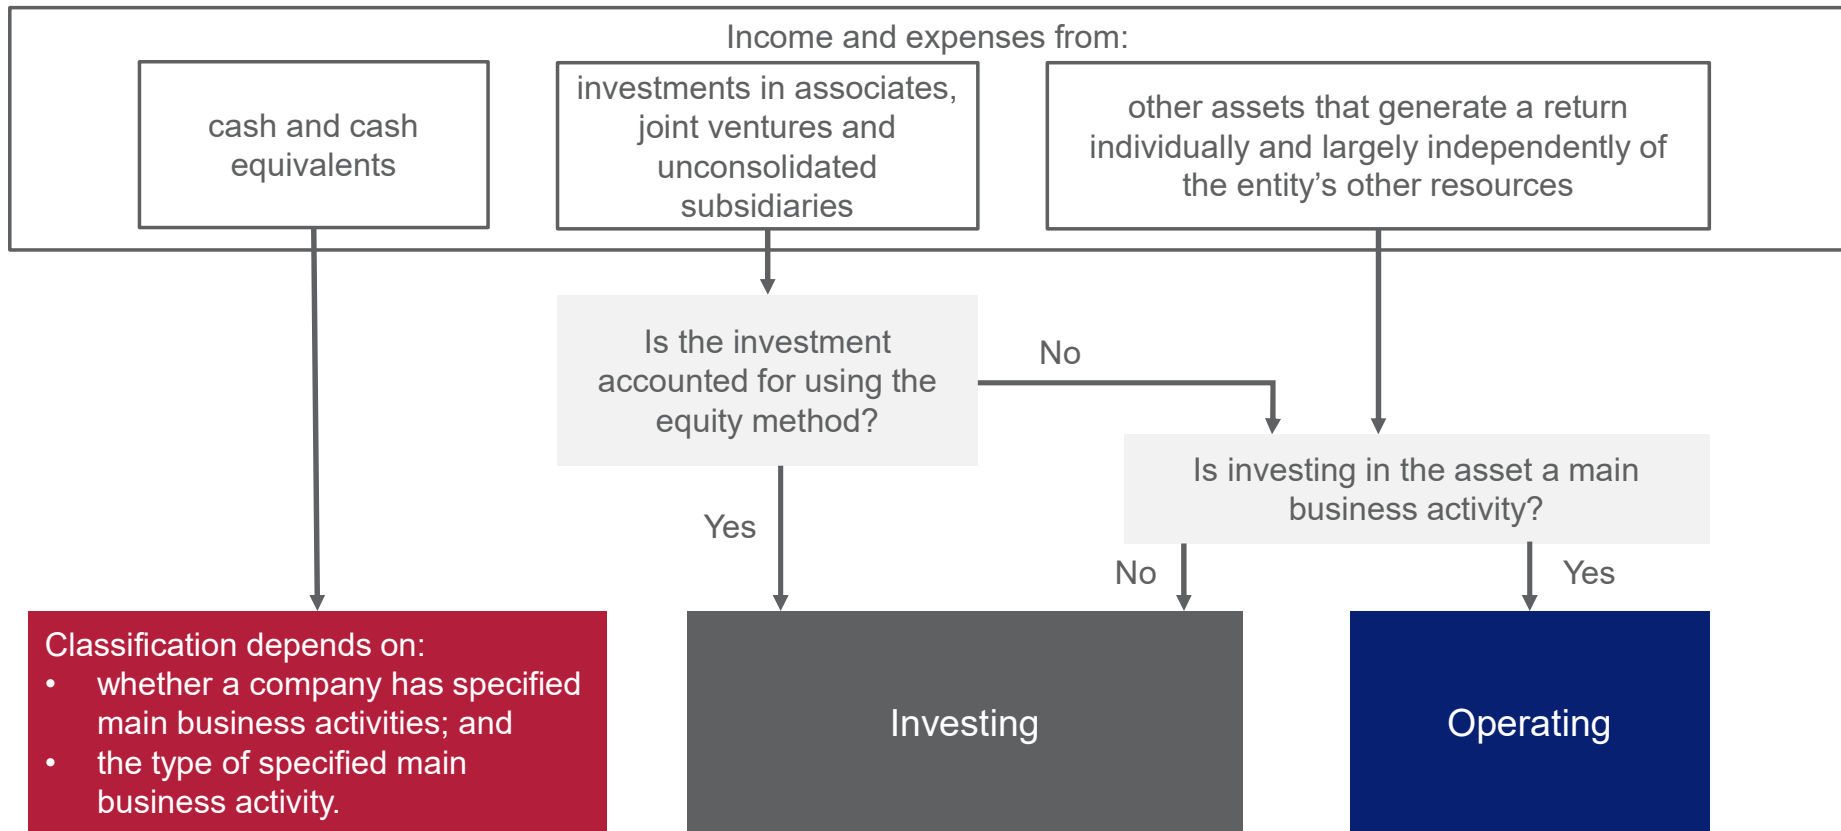 Income and expenses from:
cash and cash
equivalents
investments in associates,
joint ventures and
unconsolidated
subsidiaries
other assets that generate a return
individually and largely independently of
the entity’s other resources
Is the investment
accounted for using the
equity method?
No
Is investing in the asset a main
business activity?
Yes
No
Yes
Classification depends on:
• whether a company has specified
main business activities; and
• the type of specified main
business activity.
Investing
Operating